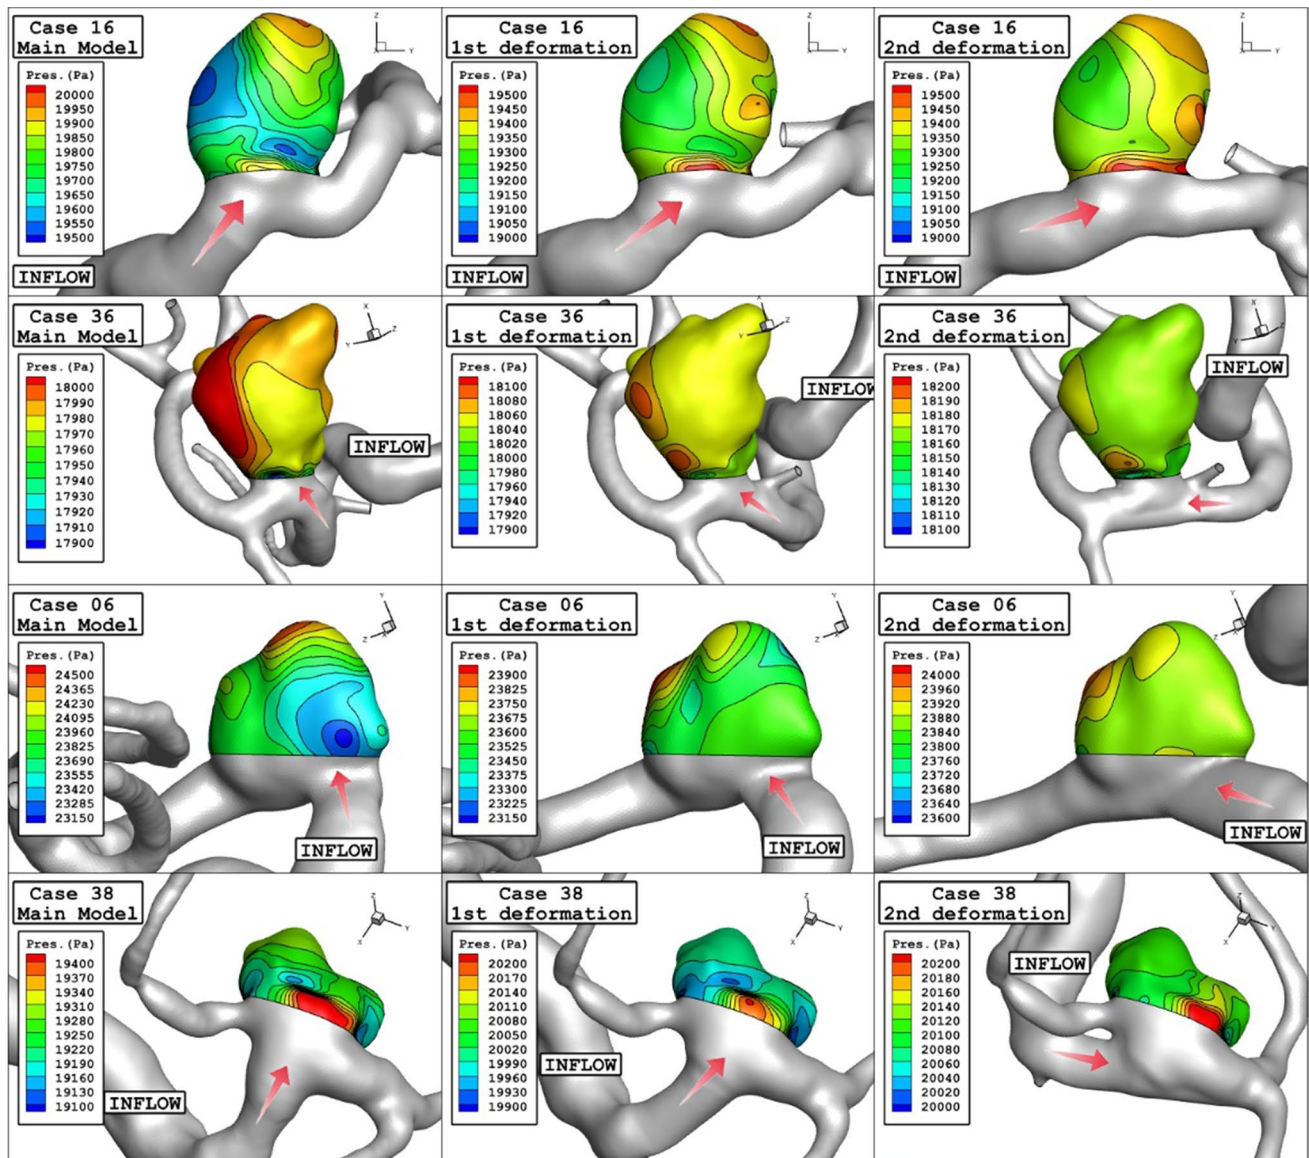 Case 16
Main Model
Pres.(Pa)
20000
19950
19900
19850
19800
19750
19700
19650
19600
19550
19500
INFLOW
Z
X
Y
Case 16
1st deformation
Pres.(Pa)
19500
19450
19400
19350
19300
19250
19200
19150
19100
19050
19000
INFLOW
Z
Y
Case 16
2nd deformation
Pres.(Pa)
19500
19450
19400
19350
19300
19250
19200
19150
19100
19050
19000
INFLOW
Z
Y
Case 36
Main Model
Pres.(Pa)
18000
17990
17980
17970
17960
17950
17940
17930
17920
17910
17900
INFLOW
X
Y
Z
Case 36
1st deformation
Pres.(Pa)
18100
18080
18060
18040
18020
18000
17980
17960
17940
17920
17900
INFLOW
X
Y
Z
Case 36
2nd deformation
Pres.(Pa)
18200
18190
18180
18170
18160
18150
18140
18130
18120
18110
18100
INFLOW
X
Y
Z
Case 06
Main Model
Pres.(Pa)
24500
24365
24230
24095
23960
23825
23690
23555
23420
23285
23150
INFLOW
Y
Z
X
Case 06
1st deformation
Pres.(Pa)
23900
23825
23750
23675
23600
23525
23450
23375
23300
23225
23150
INFLOW
Y
Z
Case 06
2nd deformation
Pres.(Pa)
24000
23960
23920
23880
23840
23800
23760
23720
23680
23640
23600
INFLOW
Y
Z
X
Case 38
Main Model
Pres.(Pa)
19400
19370
19340
19310
19280
19250
19220
19190
19160
19130
19100
INFLOW
Z
X
Y
Case 38
1st deformation
Pres.(Pa)
20200
20170
20140
20110
20080
20050
20020
19990
19960
19930
19900
INFLOW
Z
X
Y
Case 38
2nd deformation
Pres.(Pa)
20200
20180
20160
20140
20120
20100
20080
20060
20040
20020
20000
INFLOW
Z
X
Y